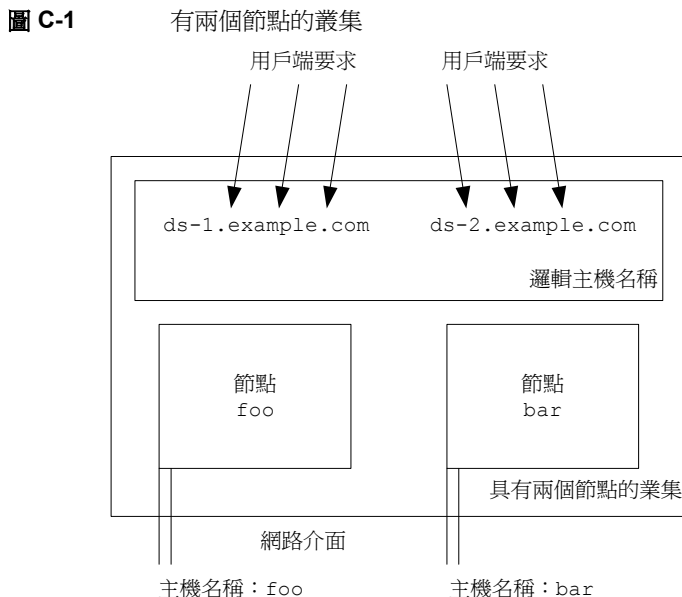 圖 C-1 有兩個節點的叢集
用戶端要求 用戶端要求
ds-1.example.com ds-2.example.com
邏輯主機名稱
節點 節點
foo bar
具有兩個節點的業集
網路介面
主機名稱：foo 主機名稱：bar